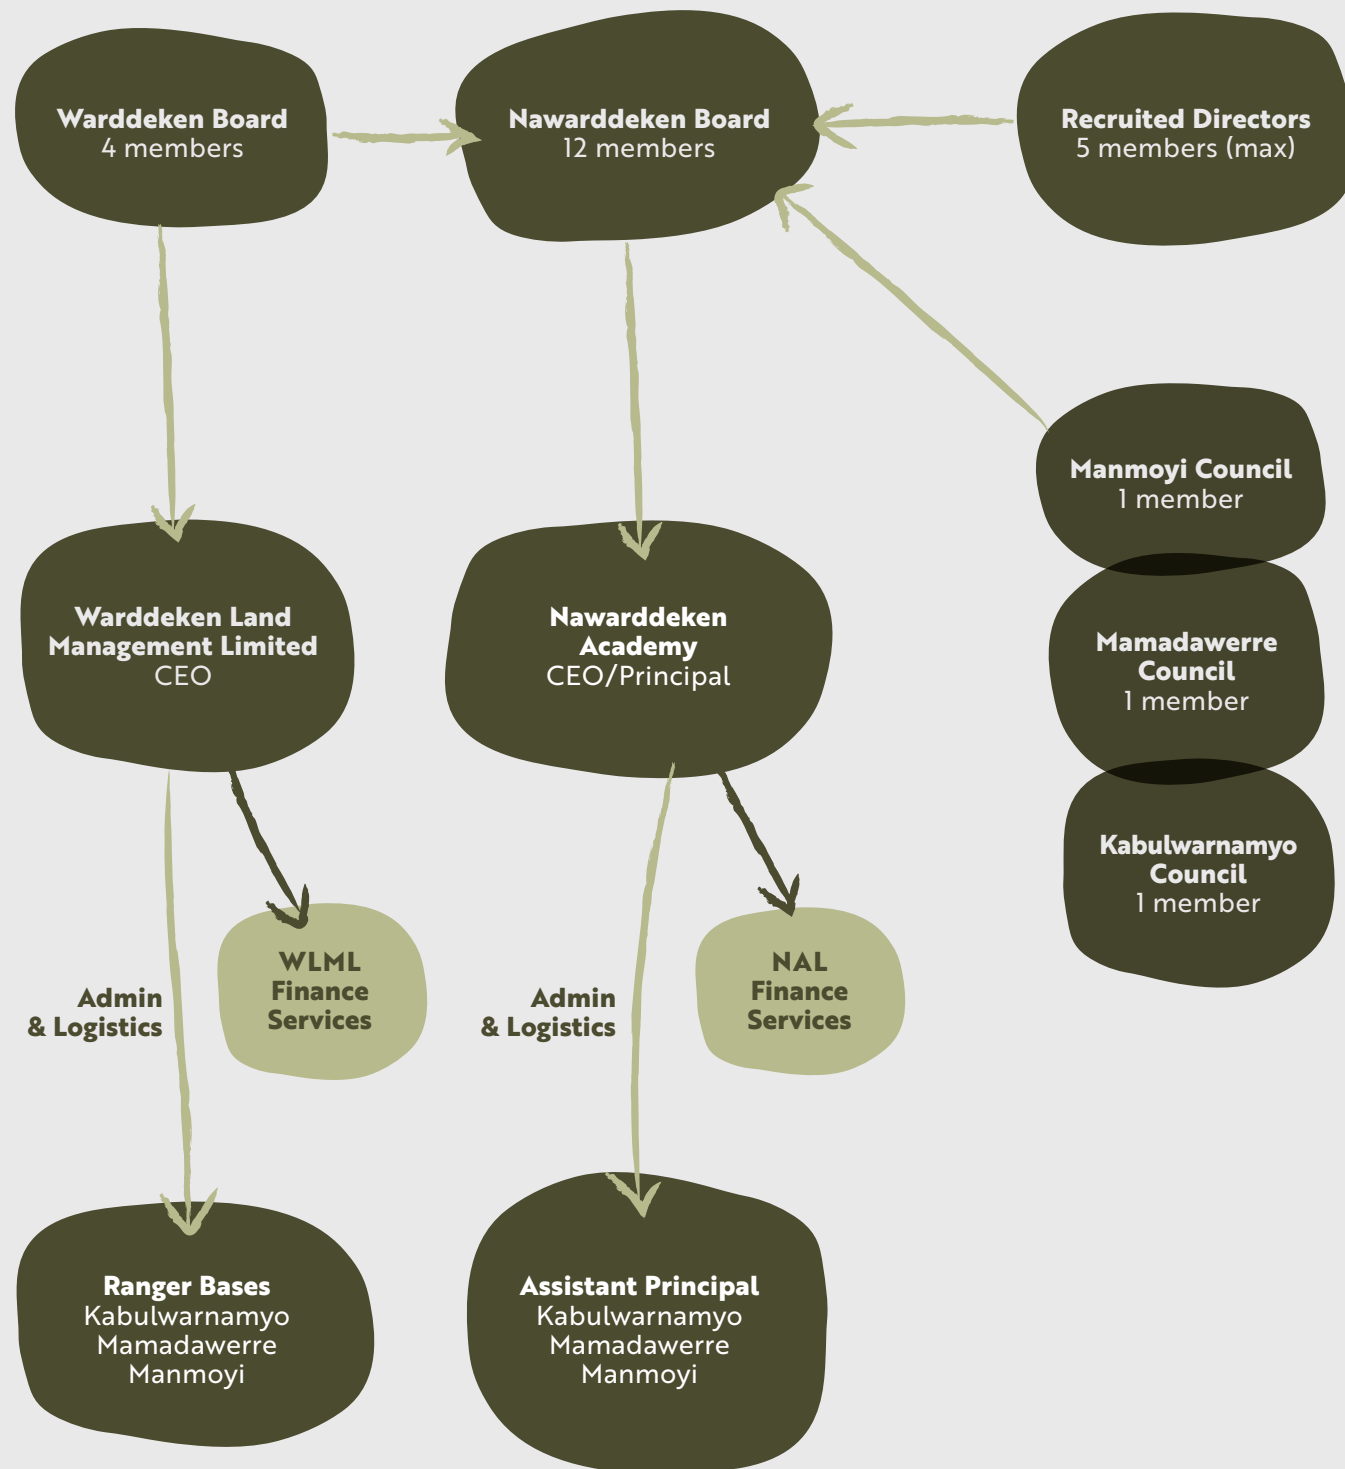 Warddeken Board
4 members
Nawarddeken Board
12 members
Recruited Directors
5 members (max)
Manmoyi Council
1 member
Warddeken Land
Management Limited
CEO
Nawarddeken
Academy
CEO/Principal
Mamadawerre
Council
1 member
Kabulwarnamyo
Council
1 member
Admin
& Logistics
WLML
Finance
Services
Admin
& Logistics
NAL
Finance
Services
Ranger Bases
Kabulwarnamyo
Mamadawerre
Manmoyi
Assistant Principal
Kabulwarnamyo
Mamadawerre
Manmoyi